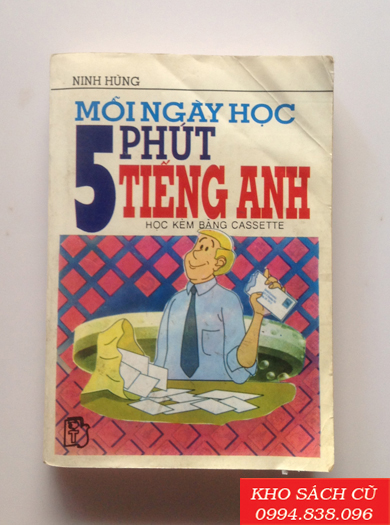 NINH HÙNG
MỖI NGÀY HỌC
5 PHÚT
TIẾNG ANH
HỌC KÈM BĂNG CASSETTE
KHO SÁCH CŨ
0994.838.096